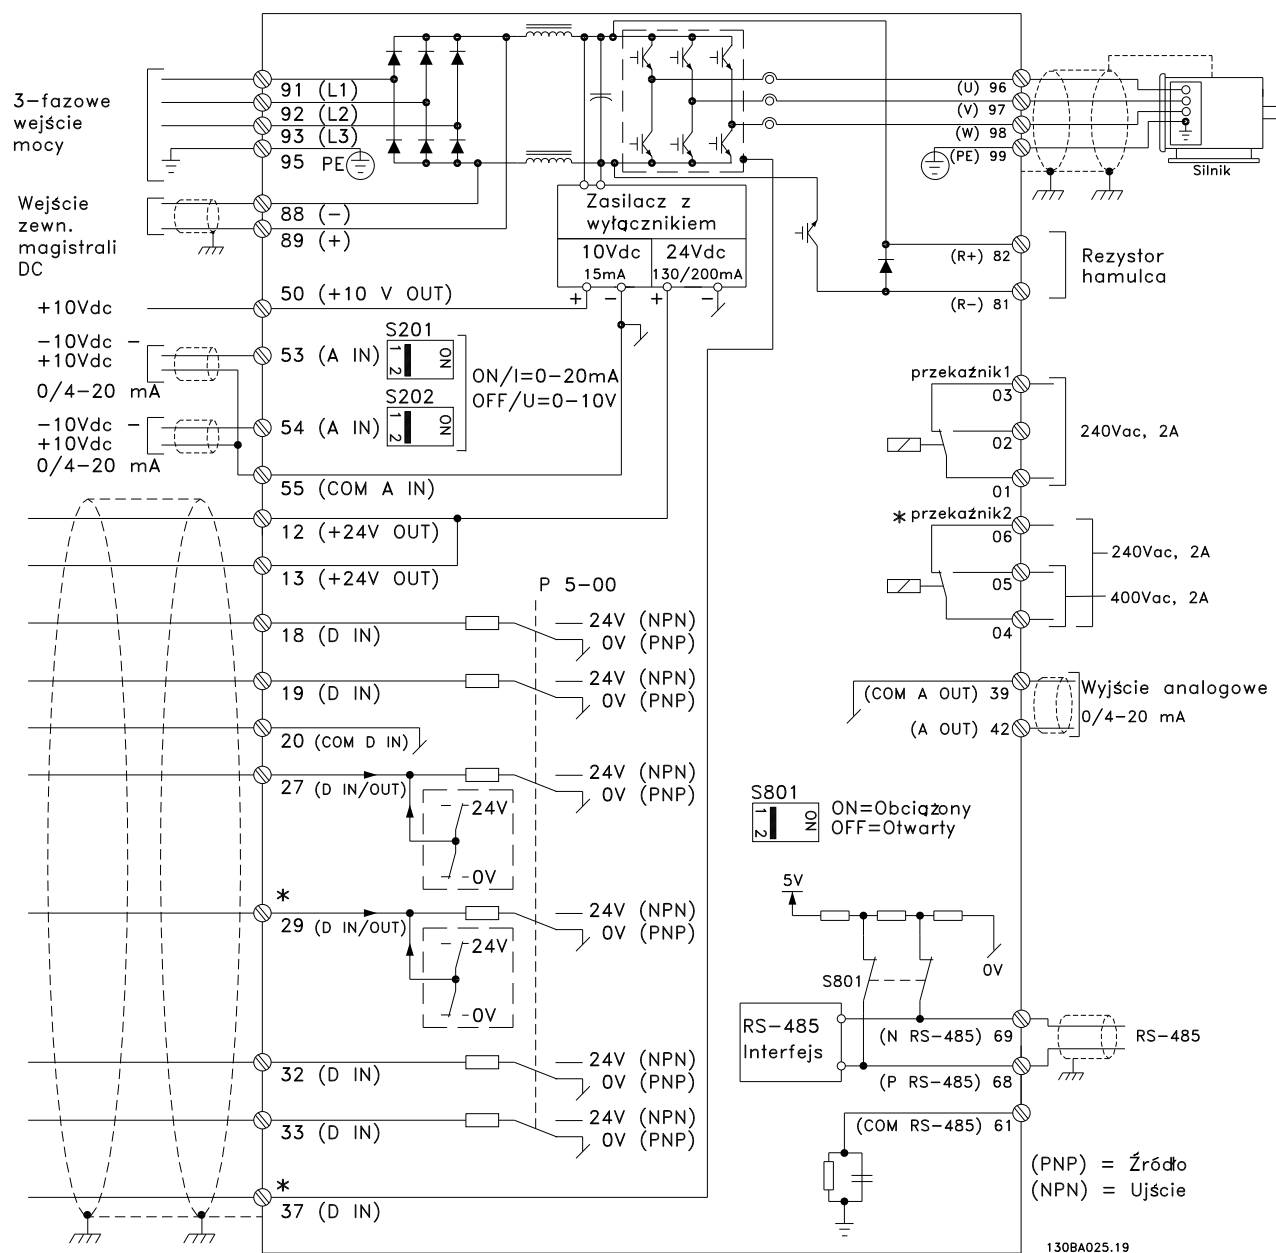 3-fazowe
wejście
mocy
91 (L1)
92 (L2)
93 (L3)
95 PE
Wejście
zewn.
magistrali
DC
88 (-)
89 (+)
+10Vdc
50 (+10 V OUT)
-10Vdc -
+10Vdc
0/4-20 mA
53 (A IN)
S201
1 2 ON
-10Vdc -
+10Vdc
0/4-20 mA
54 (A IN)
S202
1 2 ON
ON/I=0-20mA
OFF/U=0-10V
55 (COM A IN)
12 (+24V OUT)
13 (+24V OUT)
P 5-00
18 (D IN)
24V (NPN)
0V (PNP)
19 (D IN)
24V (NPN)
0V (PNP)
20 (COM D IN)
27 (D IN/OUT)
24V (NPN)
0V (PNP)
24V
0V
*
29 (D IN/OUT)
24V (NPN)
0V (PNP)
24V
0V
32 (D IN)
24V (NPN)
0V (PNP)
33 (D IN)
24V (NPN)
0V (PNP)
*
37 (D IN)
Zasilacz z
wyłącznikiem
10Vdc
15mA
24Vdc
130/200mA
+ - + -
(U) 96
(V) 97
(W) 98
(PE) 99
Silnik
(R+) 82
(R-) 81
Rezystor
hamulca
przekaźnik1
03
02
01
240Vac, 2A
* przekaźnik2
06
05
04
240Vac, 2A
400Vac, 2A
(COM A OUT) 39
(A OUT) 42
Wyjście analogowe
0/4-20 mA
S801
1 2 ON
ON=Obciążony
OFF=Otwarty
5V
0V
S801
RS-485
Interfejs
(N RS-485) 69
(P RS-485) 68
RS-485
(COM RS-485) 61
(PNP) = Źródło
(NPN) = Ujście
130BA025.19